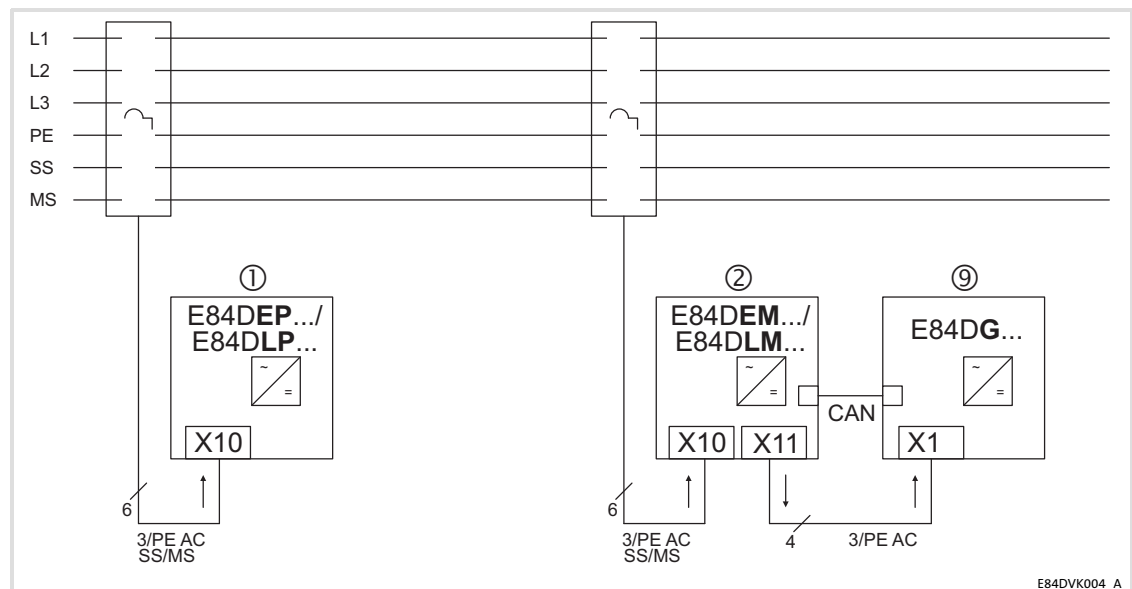 L1
L2
L3
PE
SS
MS
①
E84DEP.../
E84DLP...
~
=
X10
6
3/PE AC
SS/MS
②
E84DEM.../
E84DLM...
~
=
X10
X11
6
3/PE AC
SS/MS
CAN
⑨
E84DG...
~
=
X1
4
3/PE AC
E84DVK004_A